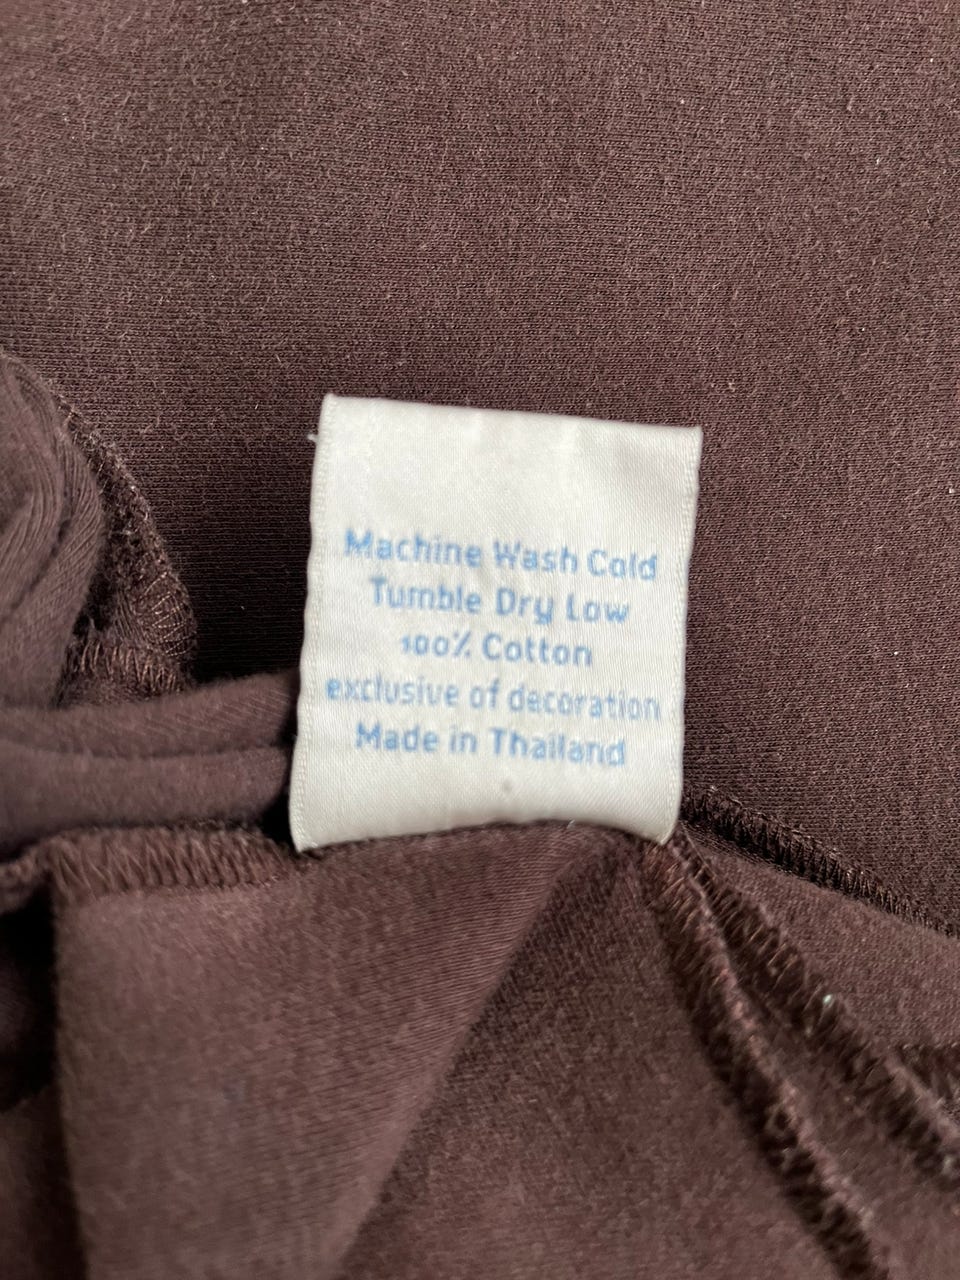 Machine Wash Cold
Tumble Dry Low
100% Cotton
exclusive of decoration
Made in Thailand